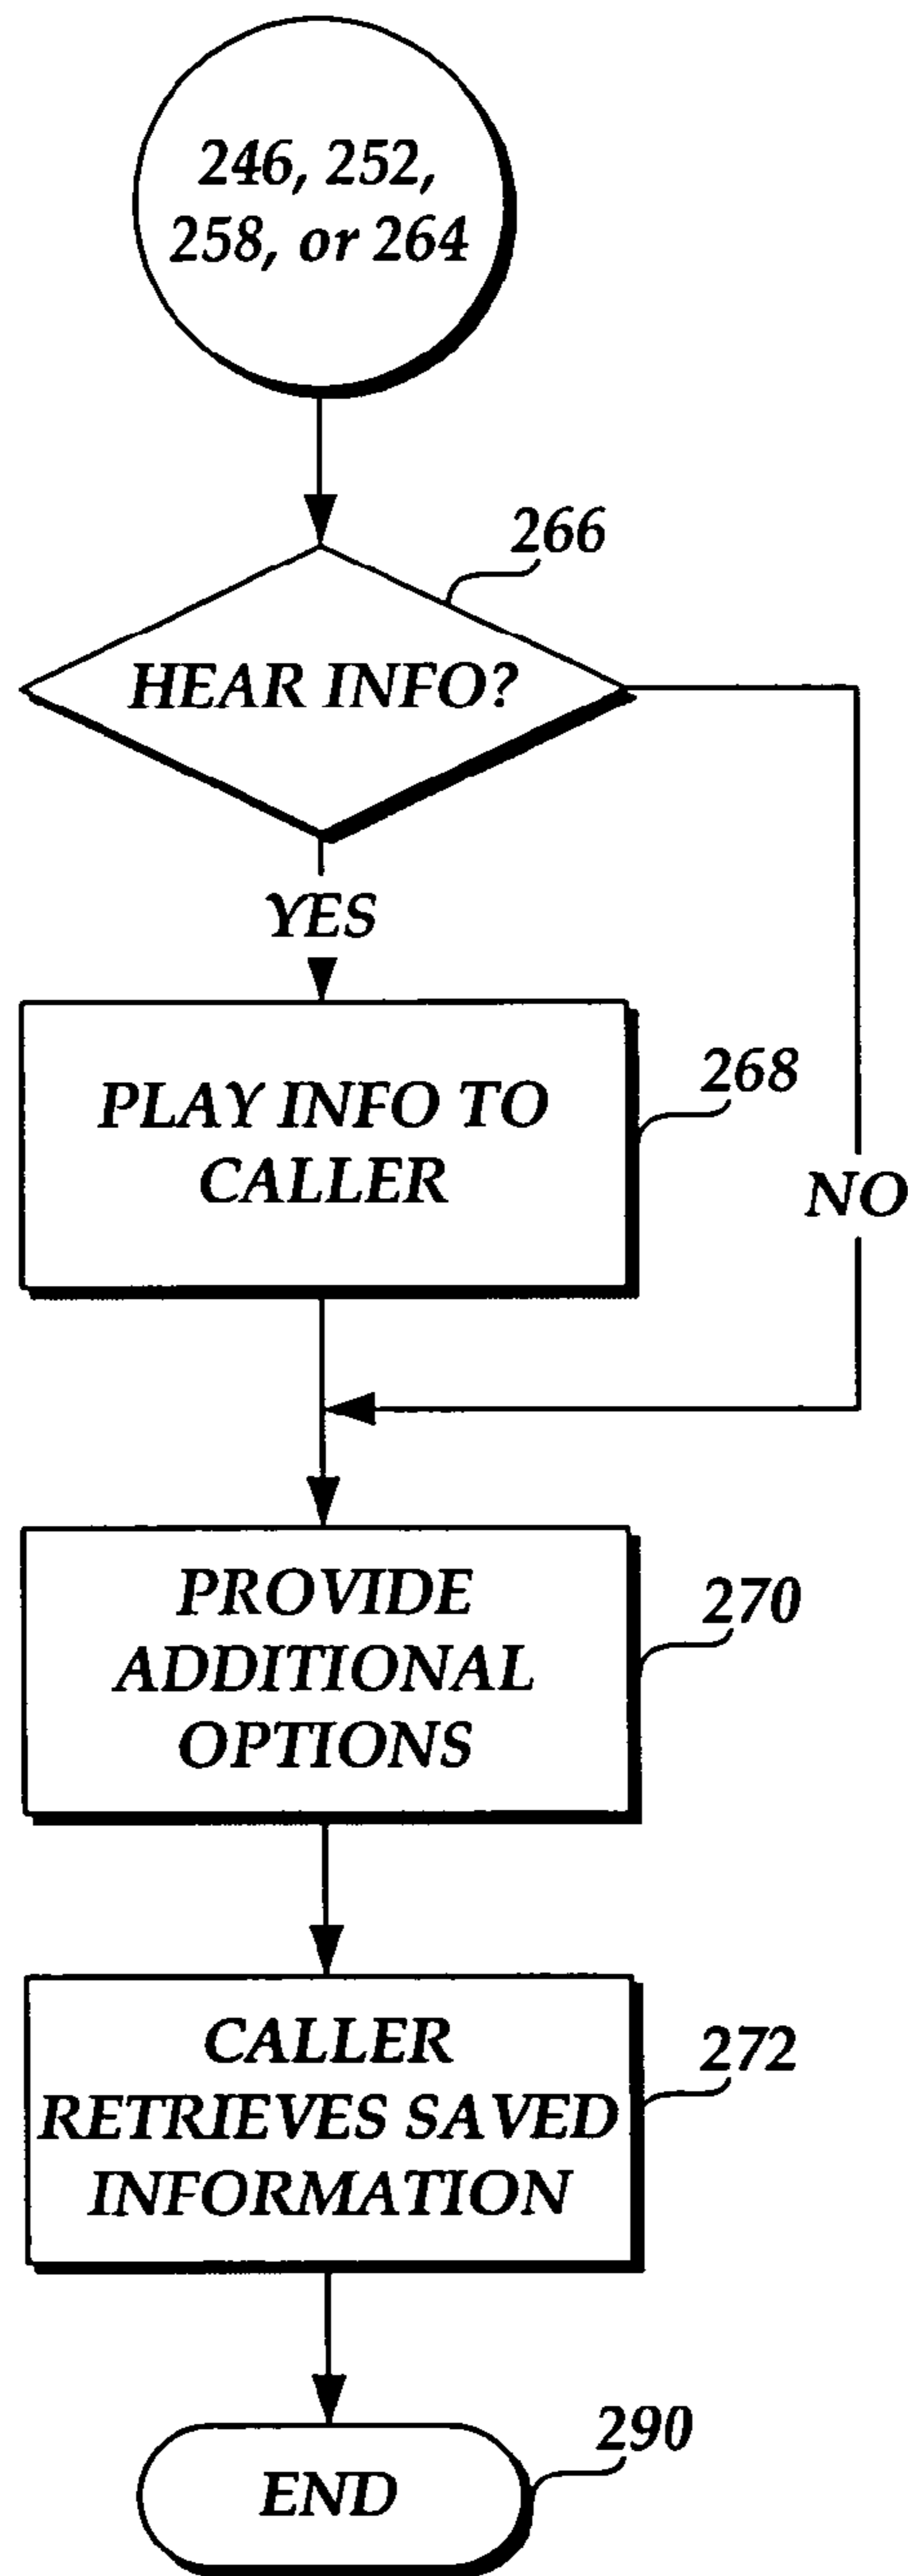 246, 252,
258, or 264
266
HEAR INFO?
YES
268
PLAY INFO TO
CALLER
NO
270
PROVIDE
ADDITIONAL
OPTIONS
272
CALLER
RETRIEVES SAVED
INFORMATION
290
END